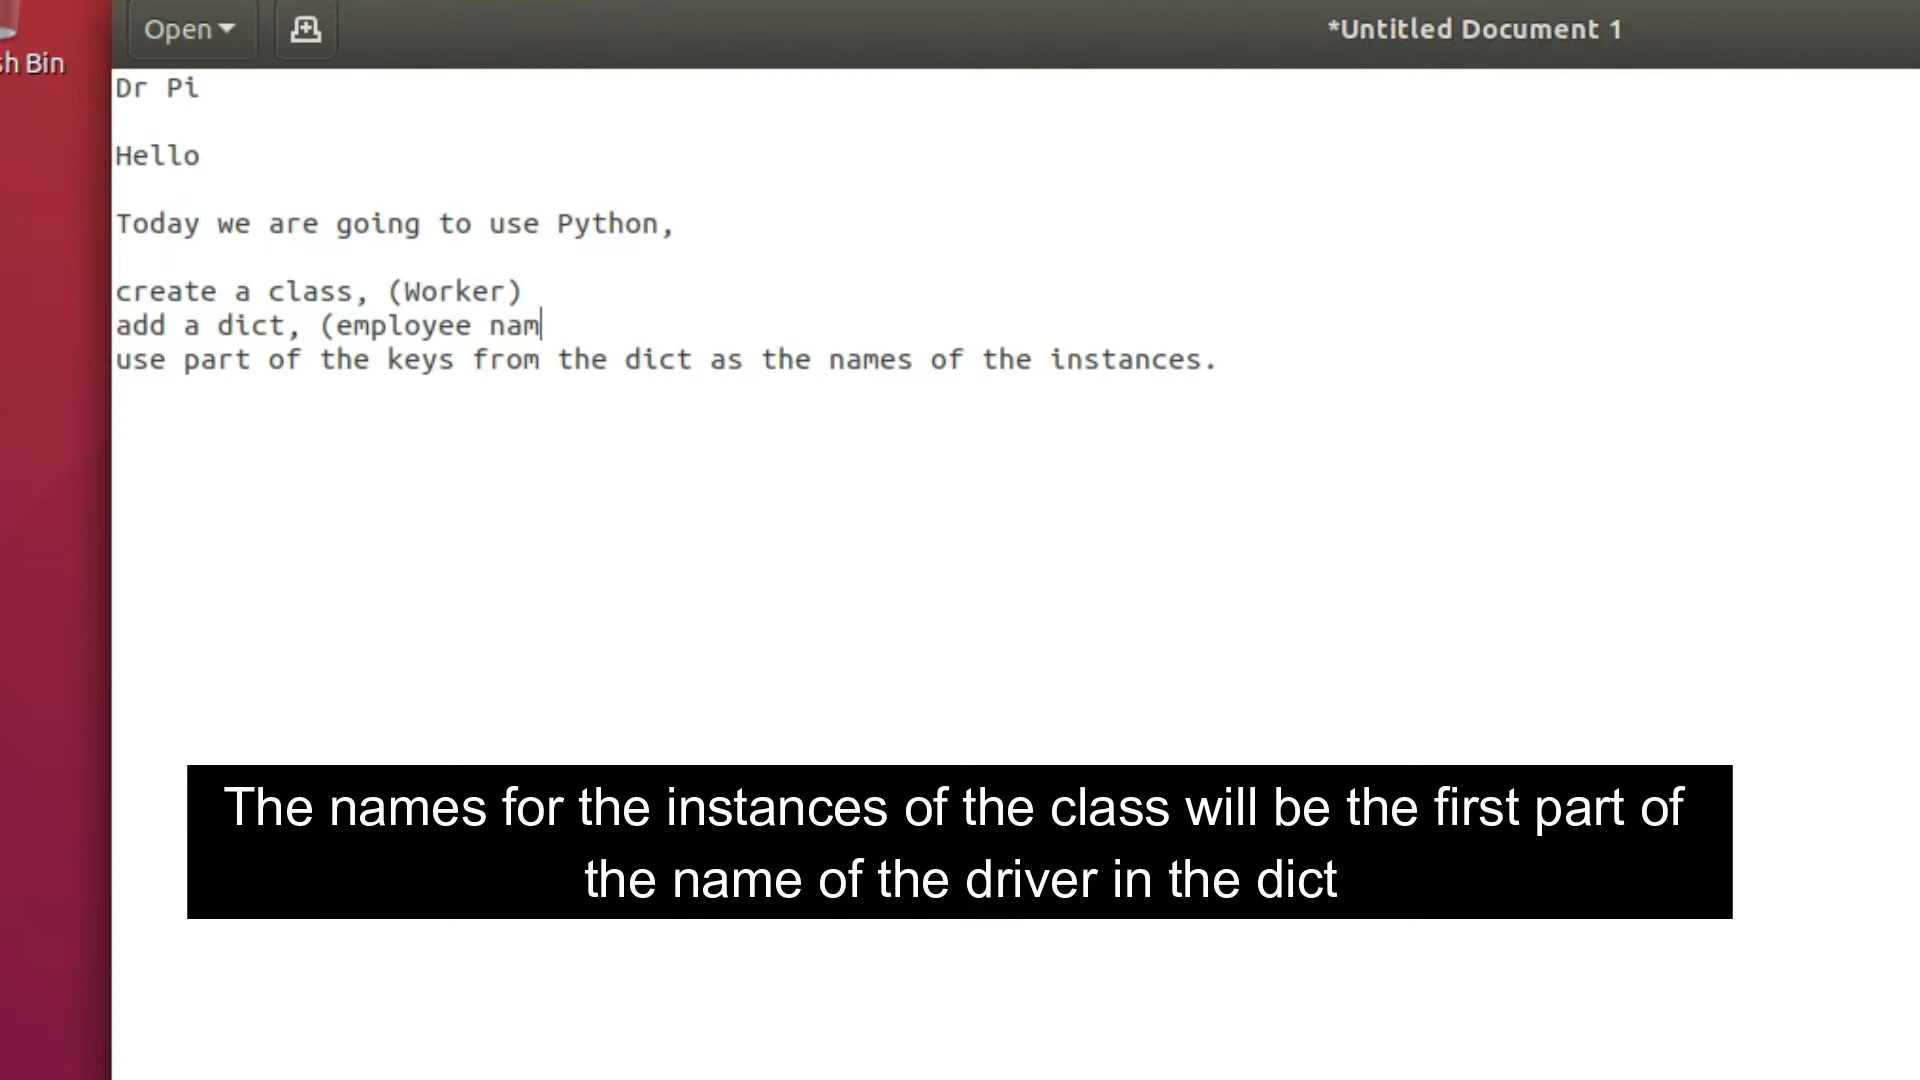 Open
*Untitled Document 1
sh Bin
Dr Pi
Hello
Today we are going to use Python,
create a class, (Worker)
add a dict, (employee nam
use part of the keys from the dict as the names of the instances.
The names for the instances of the class will be the first part of
the name of the driver in the dict